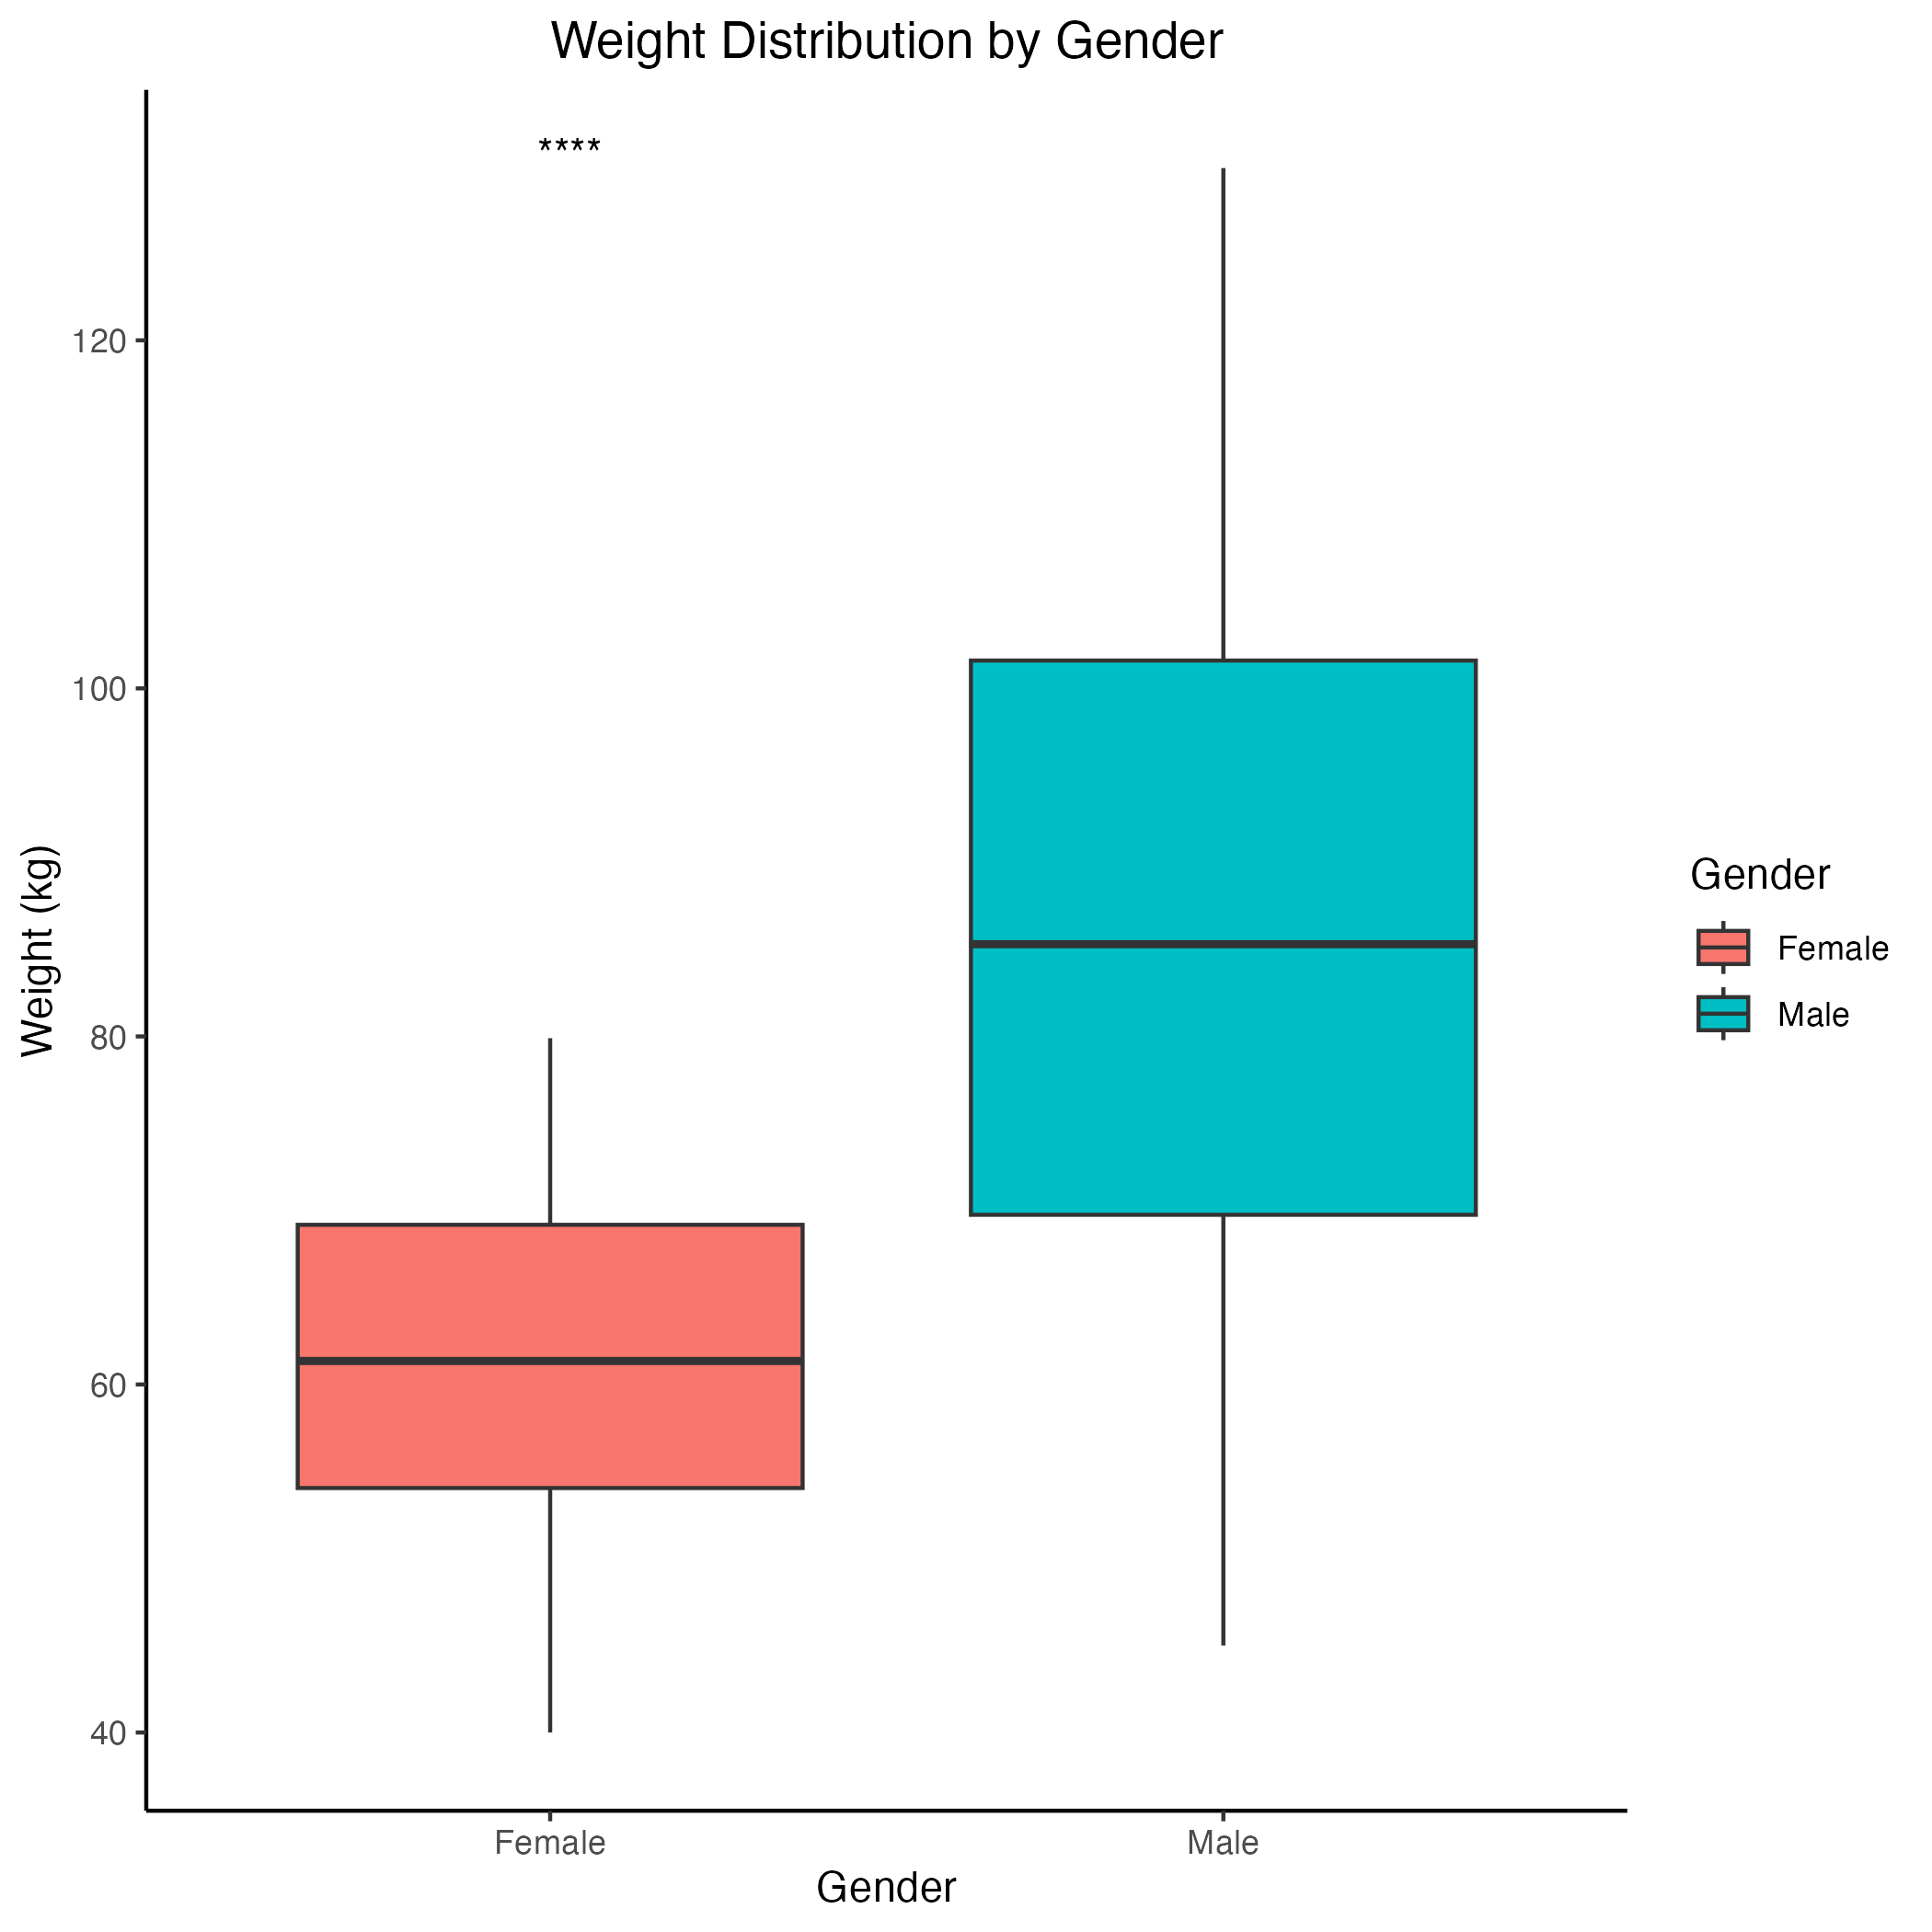 Weight Distribution by Gender
****
120
100
80
60
40
Weight (kg)
Female
Male
Gender
Gender
Female
Male